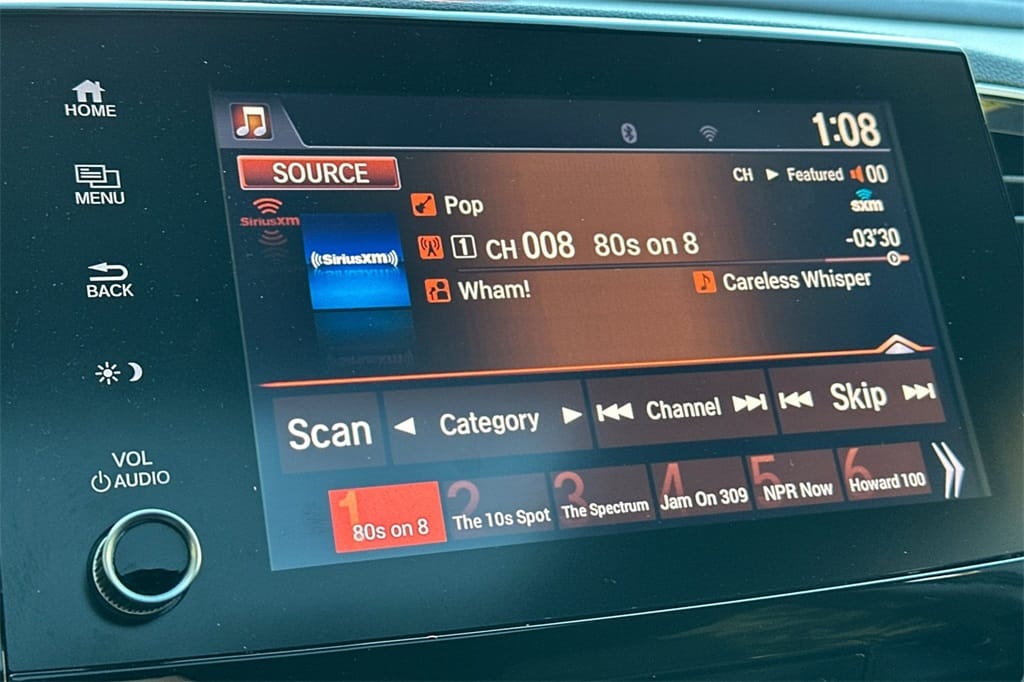 HOME
MENU
BACK
VOL
AUDIO
1:08
SOURCE
CH ► Featured 00
SiriusXM
Pop
sxm
((SiriusXM))
1 CH 008 80s on 8
-03'30
Wham!
Careless Whisper
Scan
Category
Channel
Skip
1 80s on 8
2 The 10s Spot
3 The Spectrum
4 Jam On 309
5 NPR Now
6 Howard 100